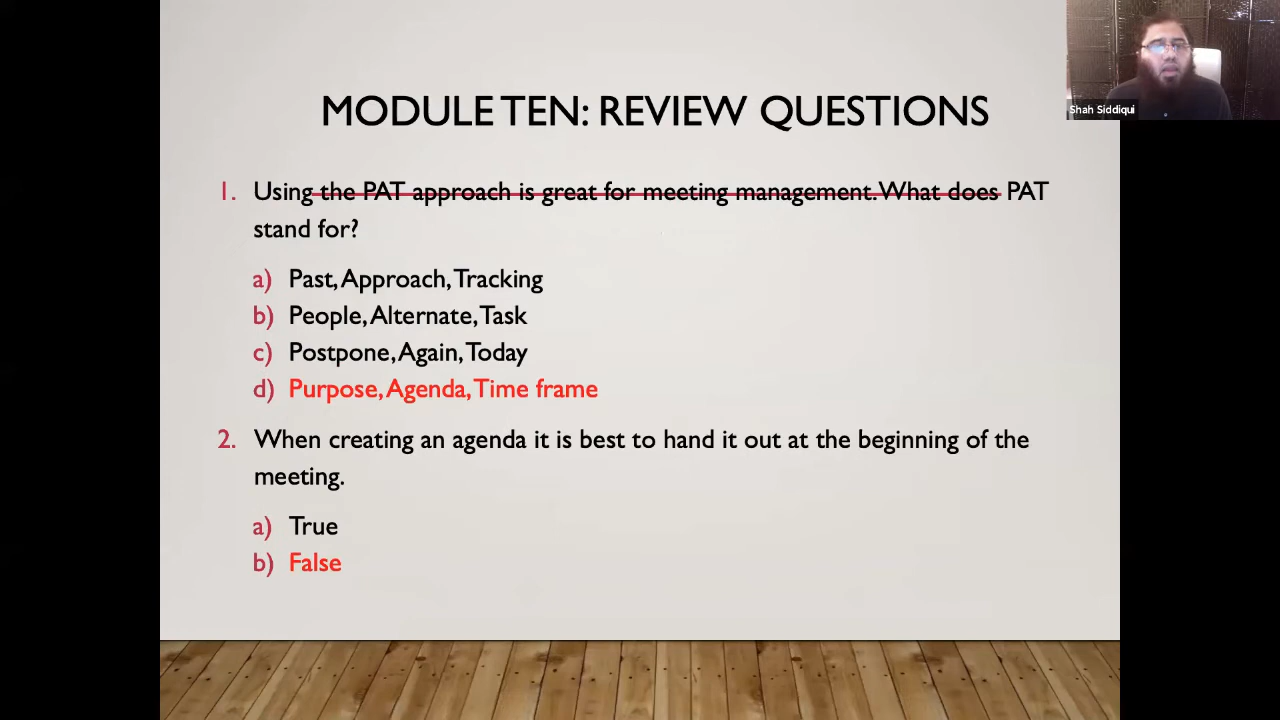 Shah Siddiqui
MODULE TEN: REVIEW QUESTIONS
1. Using the PAT approach is great for meeting management. What does PAT
stand for?
a) Past, Approach, Tracking
b) People, Alternate, Task
c) Postpone, Again, Today
d) Purpose, Agenda, Time frame
2. When creating an agenda it is best to hand it out at the beginning of the
meeting.
a) True
b) False